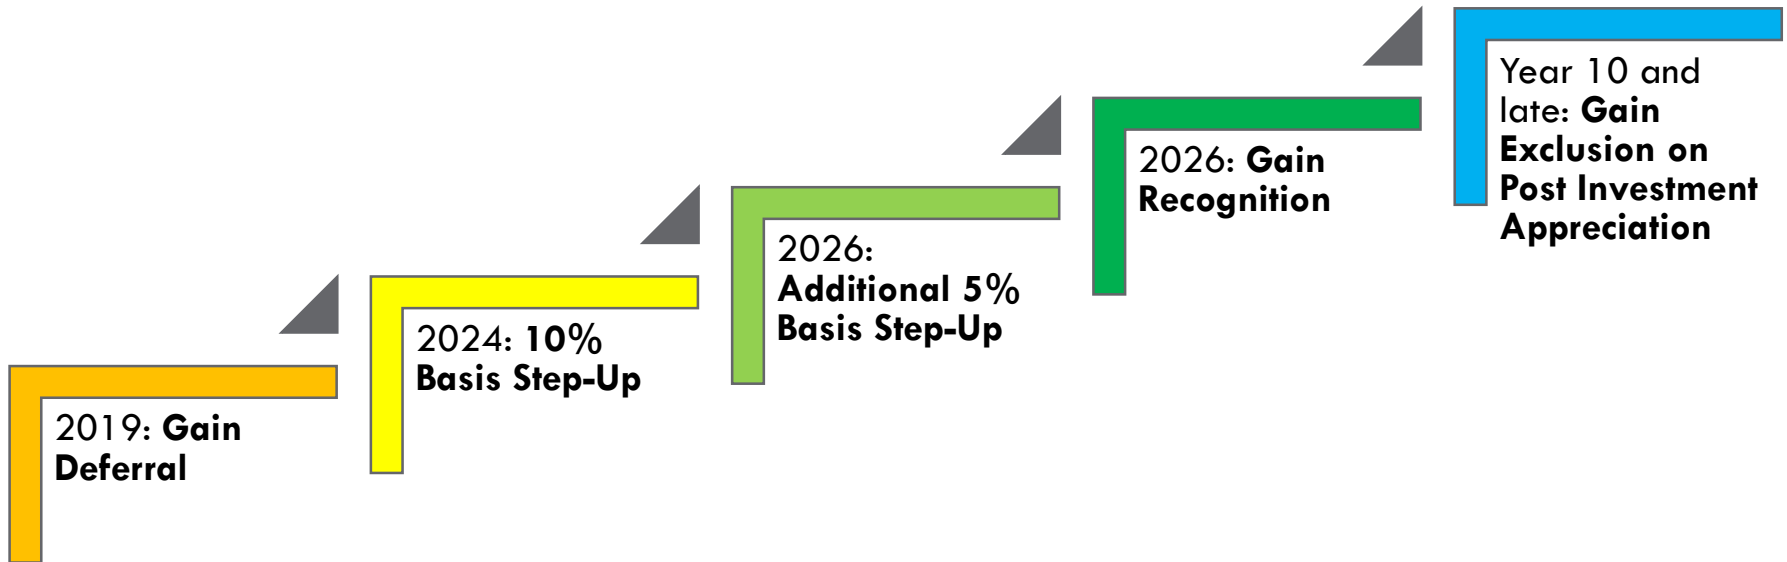 2019: Gain
Deferral
2024: 10%
Basis Step-Up
2026:
Additional 5%
Basis Step-Up
2026: Gain
Recognition
Year 10 and
late: Gain
Exclusion on
Post Investment
Appreciation